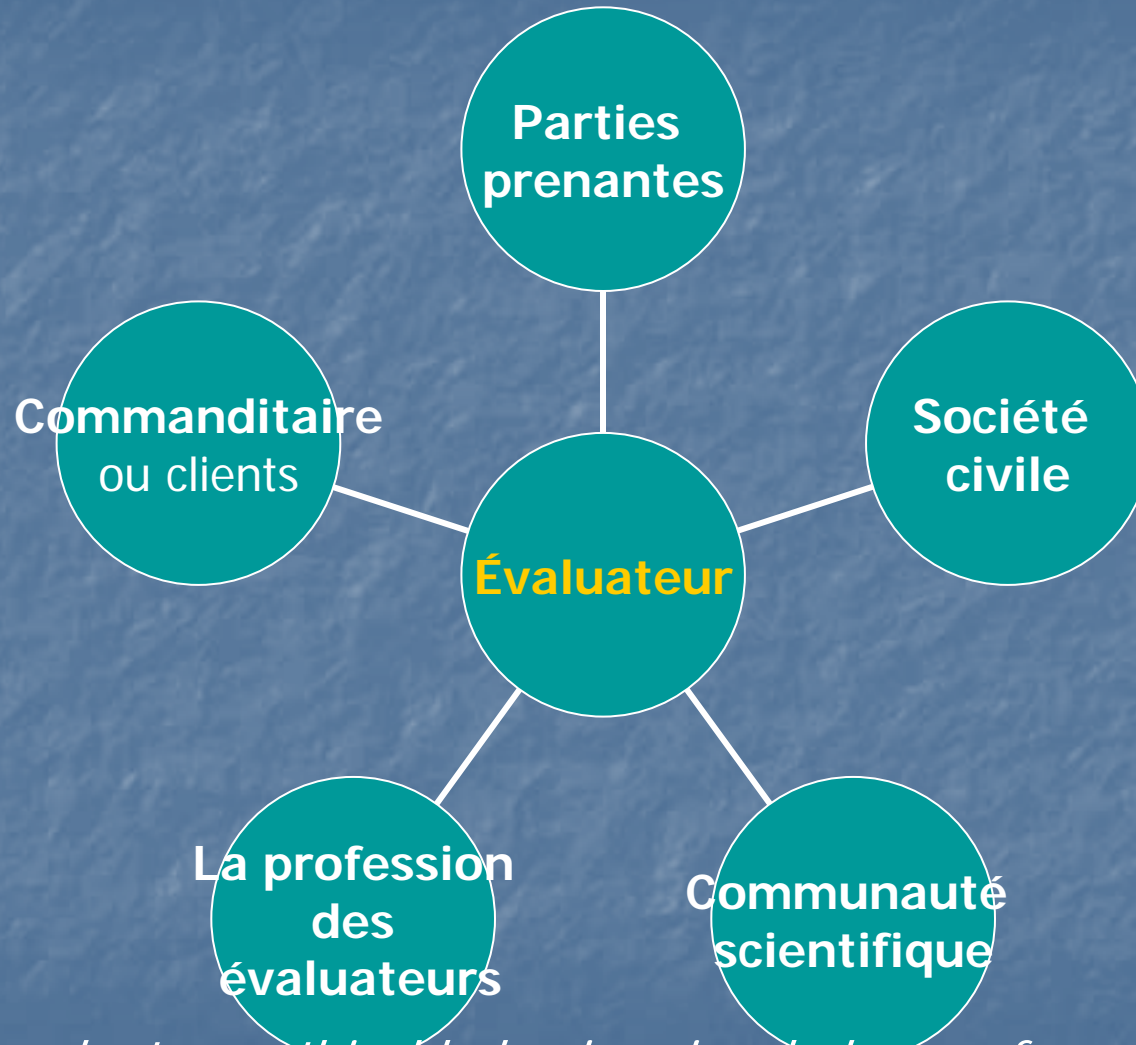 Parties
prenantes
Commanditaire
ou clients
Société
civile
Évaluateur
La profession
des
évaluateurs
Communauté
scientifique